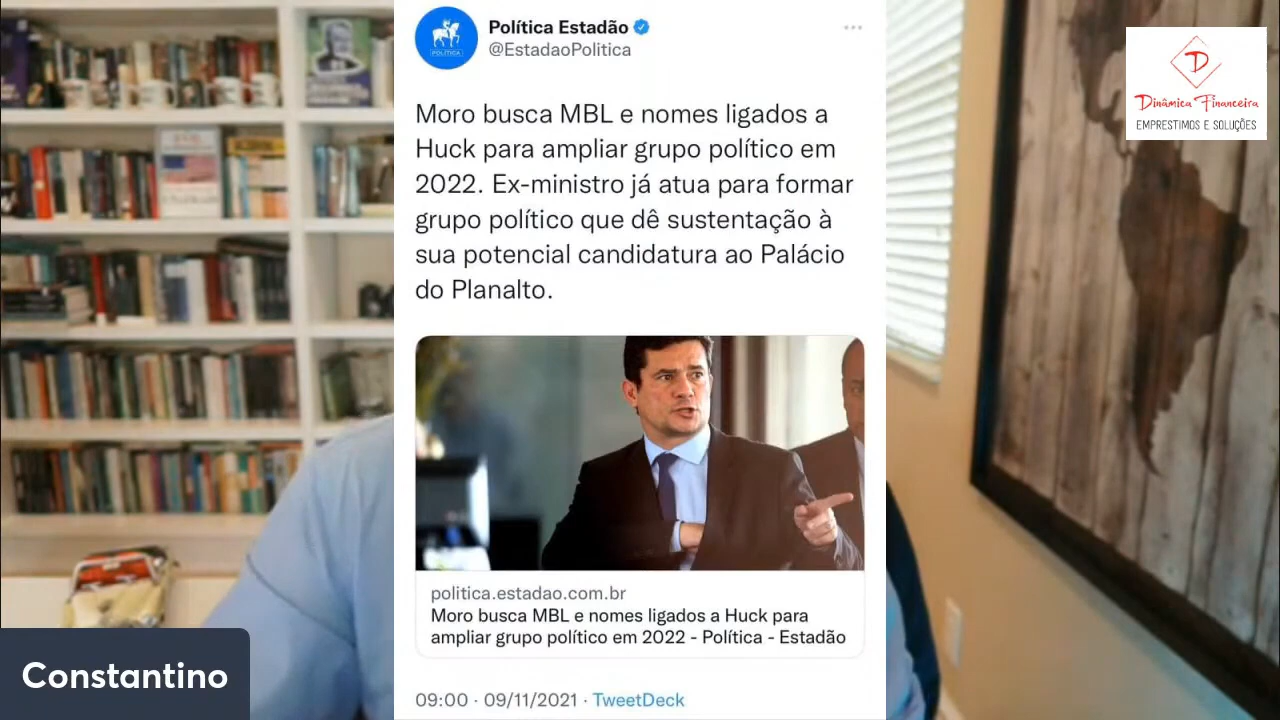 POLÍTICA
Política Estadão
@EstadaoPolitica
Moro busca MBL e nomes ligados a
Huck para ampliar grupo político em
2022. Ex-ministro já atua para formar
grupo político que dê sustentação à
sua potencial candidatura ao Palácio
do Planalto.
politica.estadao.com.br
Moro busca MBL e nomes ligados a Huck para
ampliar grupo político em 2022 - Política - Estadão
09:00 · 09/11/2021 · TweetDeck
D
Dinâmica Financeira
EMPRESTIMOS E SOLUÇÕES
Constantino